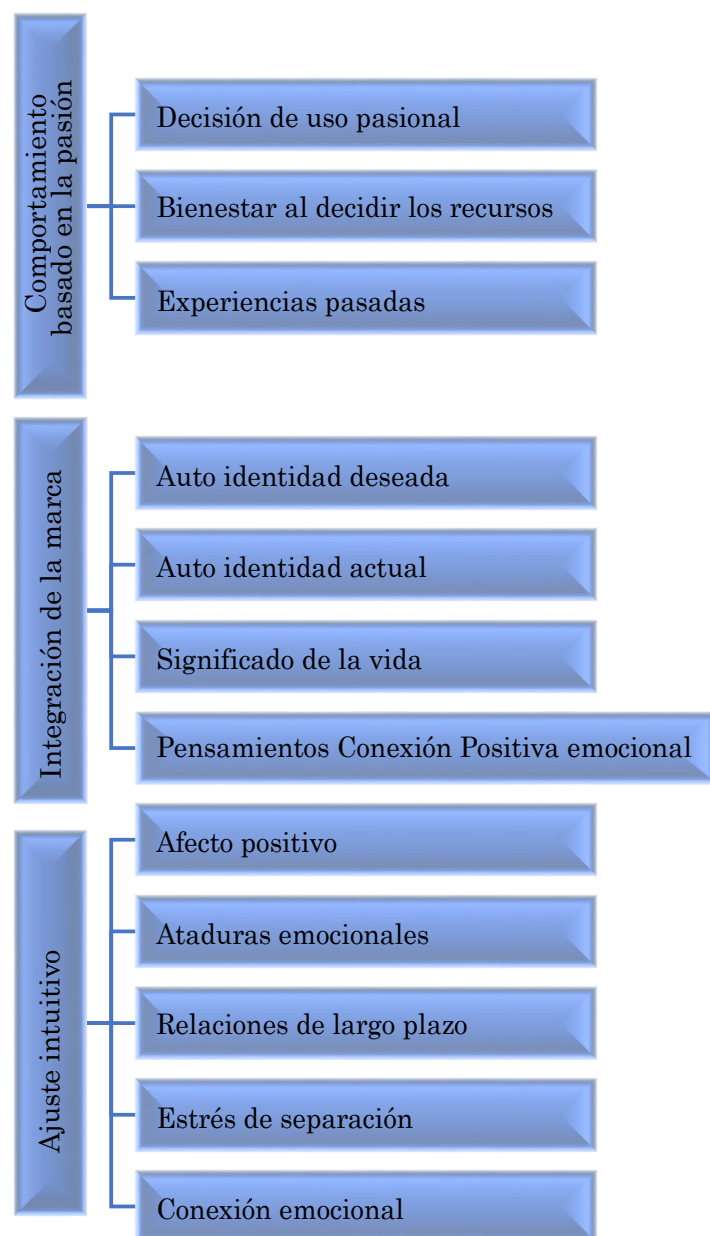 Comportamiento
basado en la pasión
Decisión de uso pasional
Bienestar al decidir los recursos
Experiencias pasadas
Integración de la marca
Auto identidad deseada
Auto identidad actual
Significado de la vida
Pensamientos Conexión Positiva emocional
Ajuste intuitivo
Afecto positivo
Ataduras emocionales
Relaciones de largo plazo
Estrés de separación
Conexión emocional